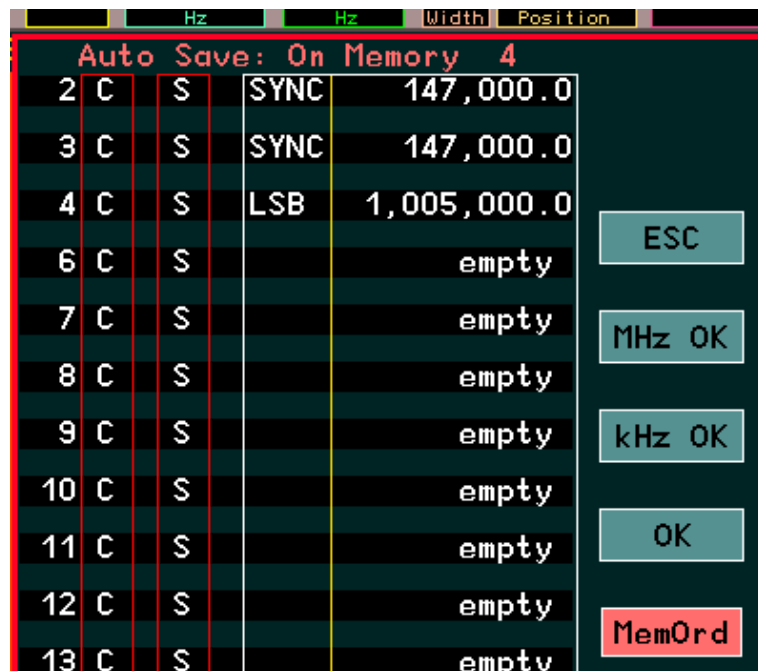 Hz Hz Width Position
Auto Save: On Memory 4
2 C S SYNC 147,000.0
3 C S SYNC 147,000.0
4 C S LSB 1,005,000.0
ESC
6 C S empty
7 C S empty
MHz OK
8 C S empty
9 C S empty
kHz OK
10 C S empty
11 C S empty
OK
12 C S empty
MemOrd
13 C S empty